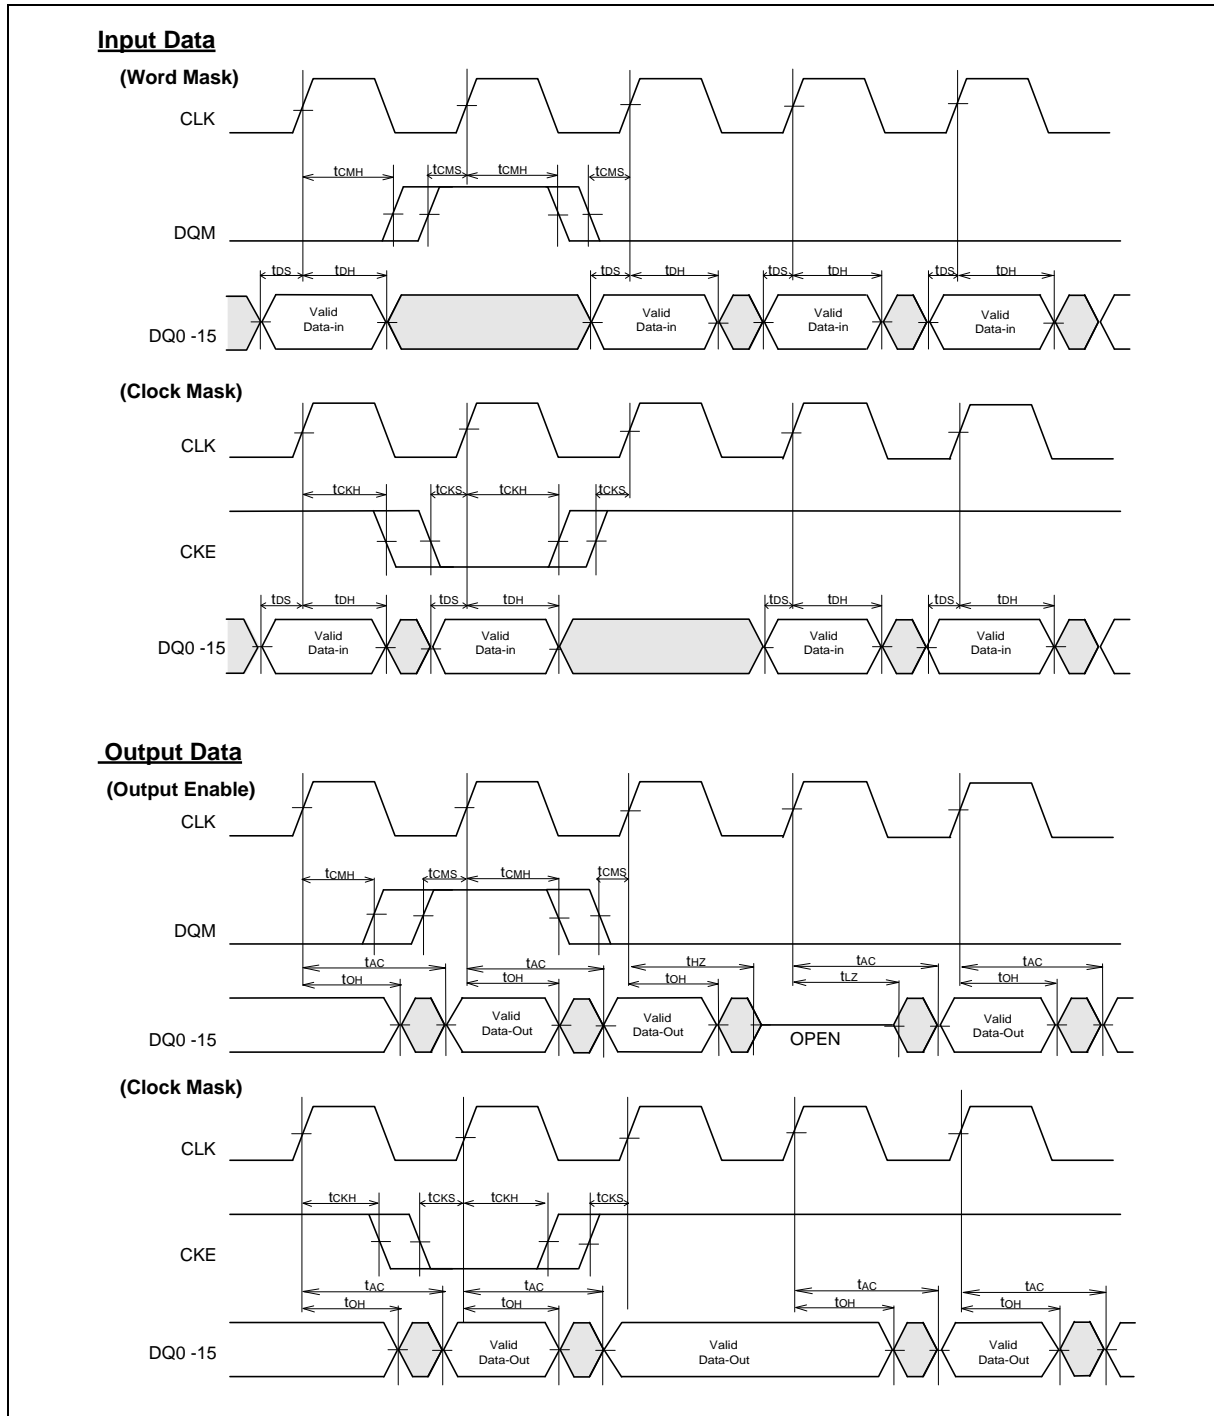 Input Data
(Word Mask)
CLK
tCMH tCMS tCMH tCMS
DQM
tDS tDH tDS tDH tDS tDH tDS tDH
Valid Data-in Valid Data-in Valid Data-in Valid Data-in
DQ0 -15
(Clock Mask)
CLK
tCKH tCKS tCKH tCKS
CKE
tDS tDH tDS tDH tDS tDH tDS tDH
Valid Data-in Valid Data-in Valid Data-in Valid Data-in
DQ0 -15
Output Data
(Output Enable)
CLK
tCMH tCMS tCMH tCMS
DQM
tAC tAC tHZ tAC tAC
tOH tOH tOH tLZ tOH
Valid Data-Out Valid Data-Out Valid Data-Out
DQ0 -15 OPEN
(Clock Mask)
CLK
tCKH tCKS tCKH tCKS
CKE
tAC tAC tAC tAC
tOH tOH tOH tOH
Valid Data-Out Valid Data-Out Valid Data-Out
DQ0 -15